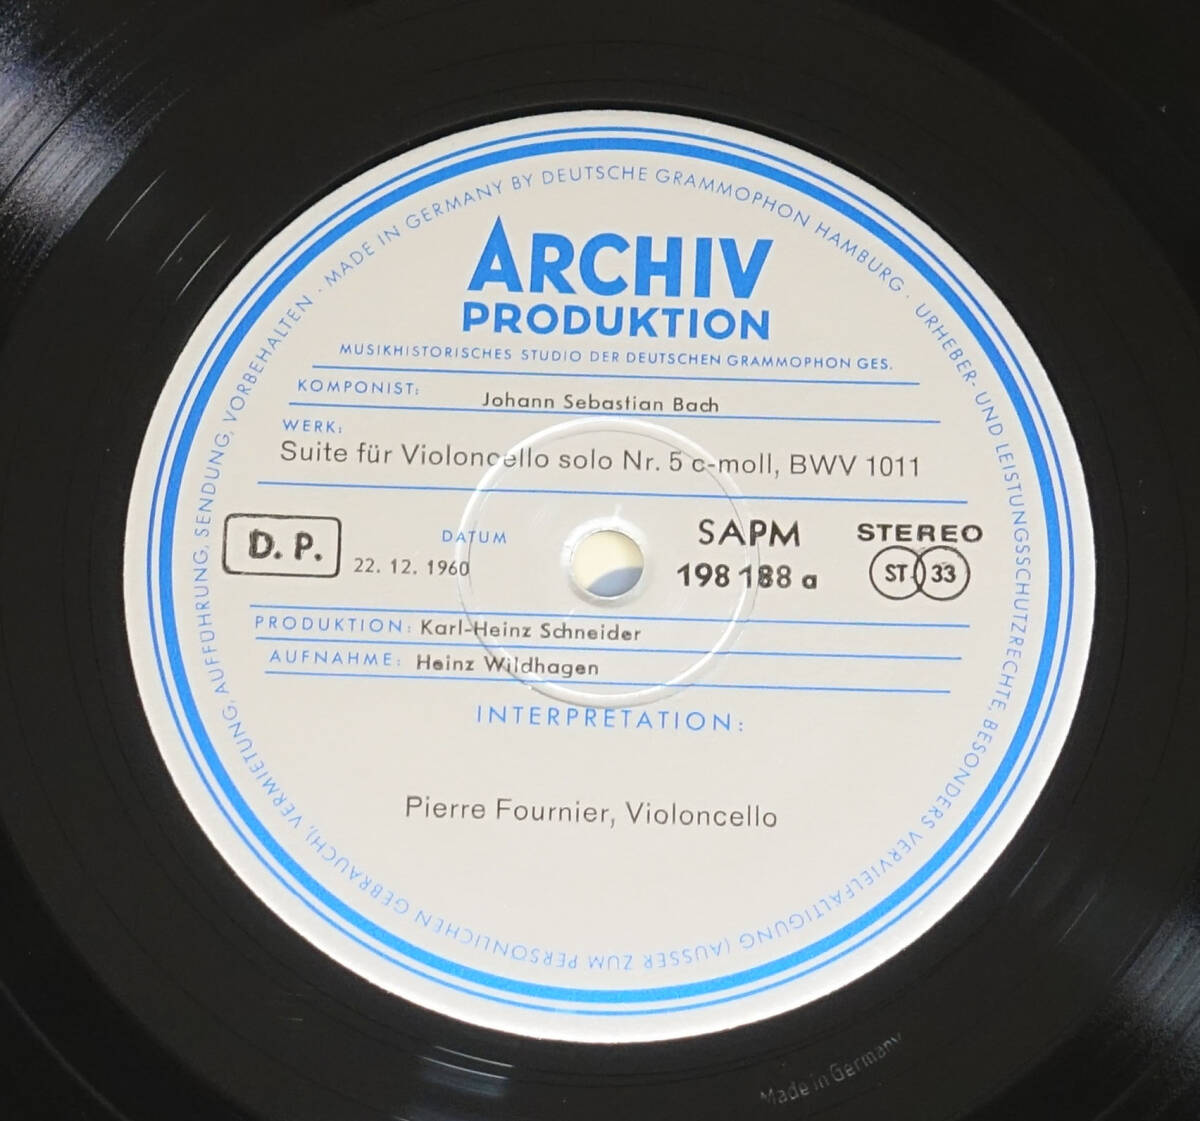 MADE IN GERMANY BY DEUTSCHE GRAMMOPHON HAMBURG · URHEBER- UND LEISTUNGSSCHUTZRECHTE, BESONDERS VERVIELFÄLTIGUNG (AUSSER ZUM PERSÖNLICHEN GEBRAUCH), VERMIETUNG, AUFFÜHRUNG, SENDUNG, VORBEHALTEN ·
ARCHIV
PRODUKTION
MUSIKHISTORISCHES STUDIO DER DEUTSCHEN GRAMMOPHON GES.
KOMPONIST: Johann Sebastian Bach
WERK:
Suite für Violoncello solo Nr. 5 c-moll, BWV 1011
D. P.
DATUM
22. 12. 1960
SAPM
198 188 a
STEREO
ST 33
PRODUKTION: Karl-Heinz Schneider
AUFNAHME: Heinz Wildhagen
INTERPRETATION:
Pierre Fournier, Violoncello
Made in Germany